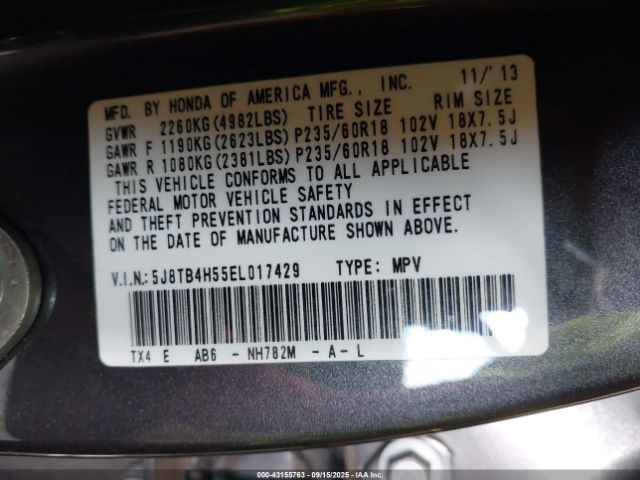 MFD. BY HONDA OF AMERICA MFG., INC. 11/'13
GVWR 2260KG(4982LBS) TIRE SIZE RIM SIZE
GAWR F 1190KG(2623LBS) P235/60R18 102V 18X7.5J
GAWR R 1080KG(2381LBS) P235/60R18 102V 18X7.5J
THIS VEHICLE CONFORMS TO ALL APPLICABLE
FEDERAL MOTOR VEHICLE SAFETY
AND THEFT PREVENTION STANDARDS IN EFFECT
ON THE DATE OF MANUFACTURE SHOWN ABOVE.
V.I.N.:5J8TB4H55EL017429 TYPE: MPV
TX4 E AB6 - NH782M - A - L
000-43155763 - 09/15/2025 - IAAI.COM